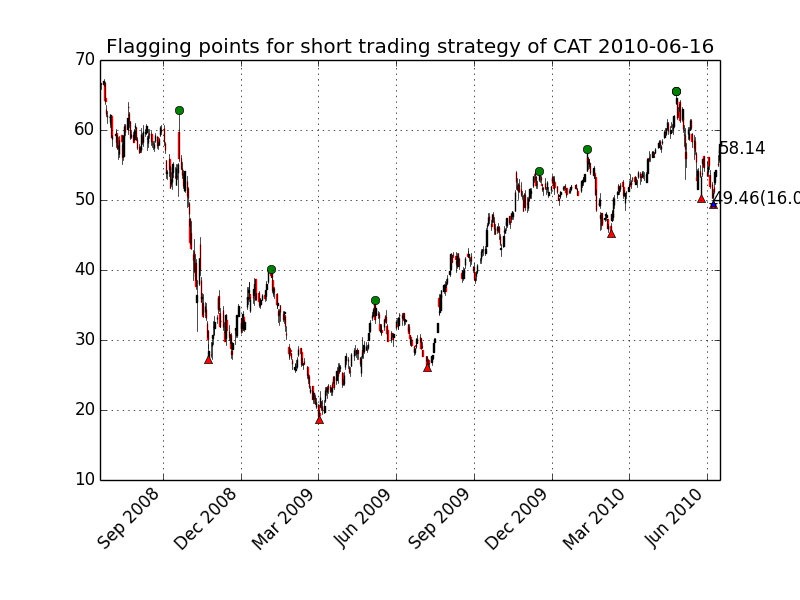 Flagging points for short trading strategy of CAT 2010-06-16
70
60
58.14
50
49.46(16.0
40
30
20
10
Sep 2008
Dec 2008
Mar 2009
Jun 2009
Sep 2009
Dec 2009
Mar 2010
Jun 2010